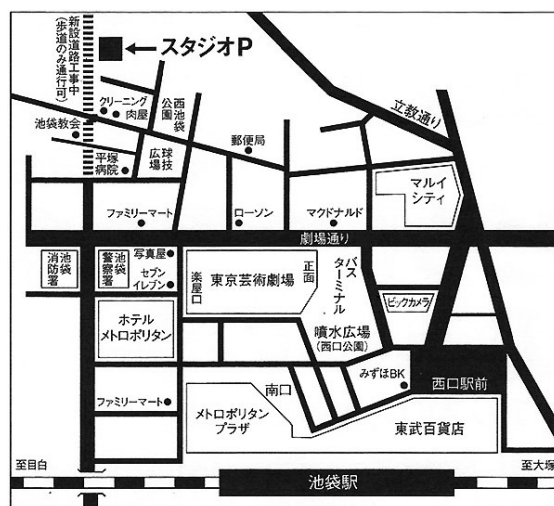 新設道路工事中
(歩道のみ通行可)
スタジオP
クリーニング
肉屋
西池袋
公園
池袋教会
平塚
病院
球技
広場
郵便局
立教通り
マルイ
シティ
ファミリーマート
ローソン
マクドナルド
劇場通り
池袋
消防署
池袋
警察署
写真屋
セブン
イレブン
楽屋口
東京芸術劇場
正面
バス
ターミナル
ビックカメラ
噴水広場
(西口公園)
ホテル
メトロポリタン
みずほBK
西口駅前
ファミリーマート
南口
メトロポリタン
プラザ
東武百貨店
至目白
至大塚
池袋駅